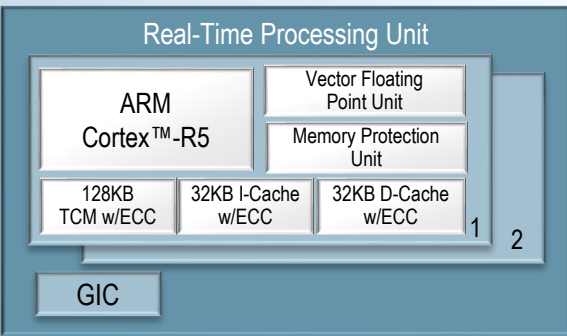 Real-Time Processing Unit
ARM
Cortex™-R5
Vector Floating
Point Unit
Memory Protection
Unit
128KB
TCM w/ECC
32KB I-Cache
w/ECC
32KB D-Cache
w/ECC
1
2
GIC